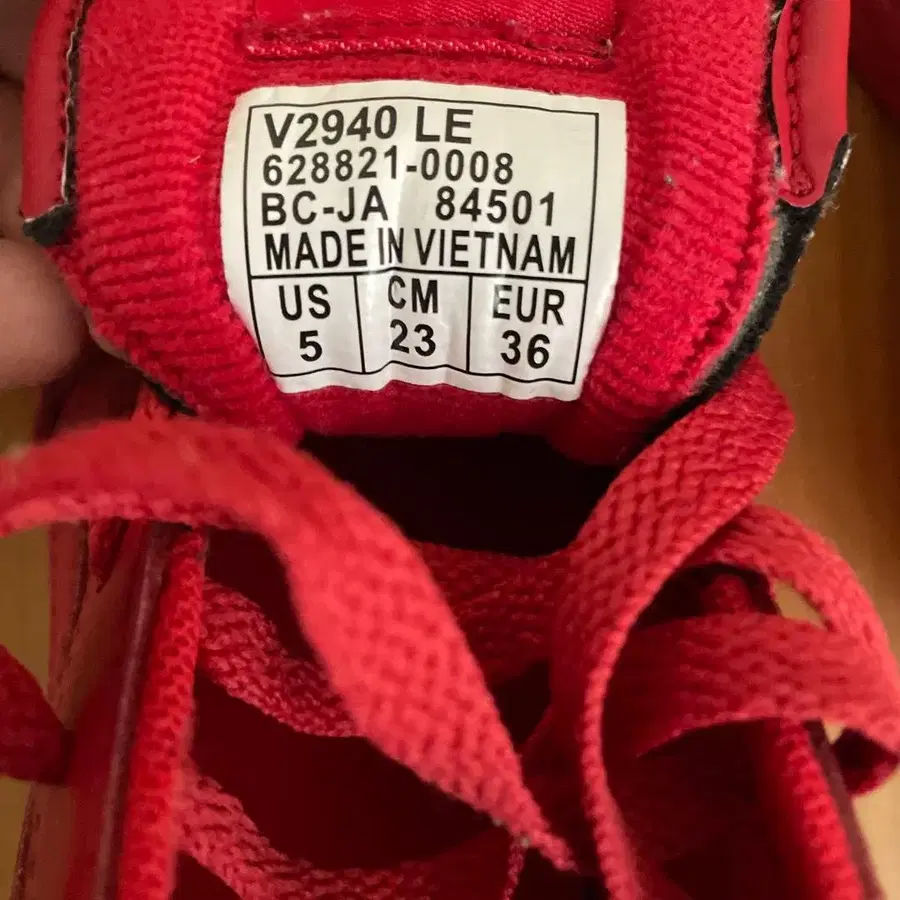 V2940 LE
628821-0008
BC-JA 84501
MADE IN VIETNAM
US CM EUR
5 23 36